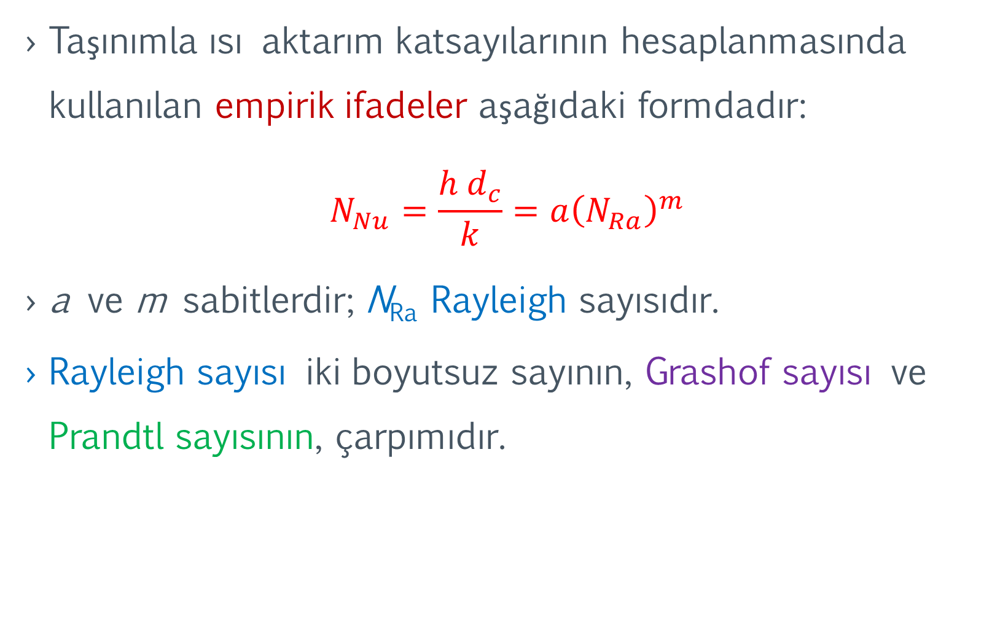 › Taşınımla ısı aktarım katsayılarının hesaplanmasında
kullanılan empirik ifadeler aşağıdaki formdadır:
N_{Nu} = \frac{h d_c}{k} = a(N_{Ra})^m
› a ve m sabitlerdir; N_{Ra} Rayleigh sayısıdır.
› Rayleigh sayısı iki boyutsuz sayının, Grashof sayısı ve
Prandtl sayısının, çarpımıdır.